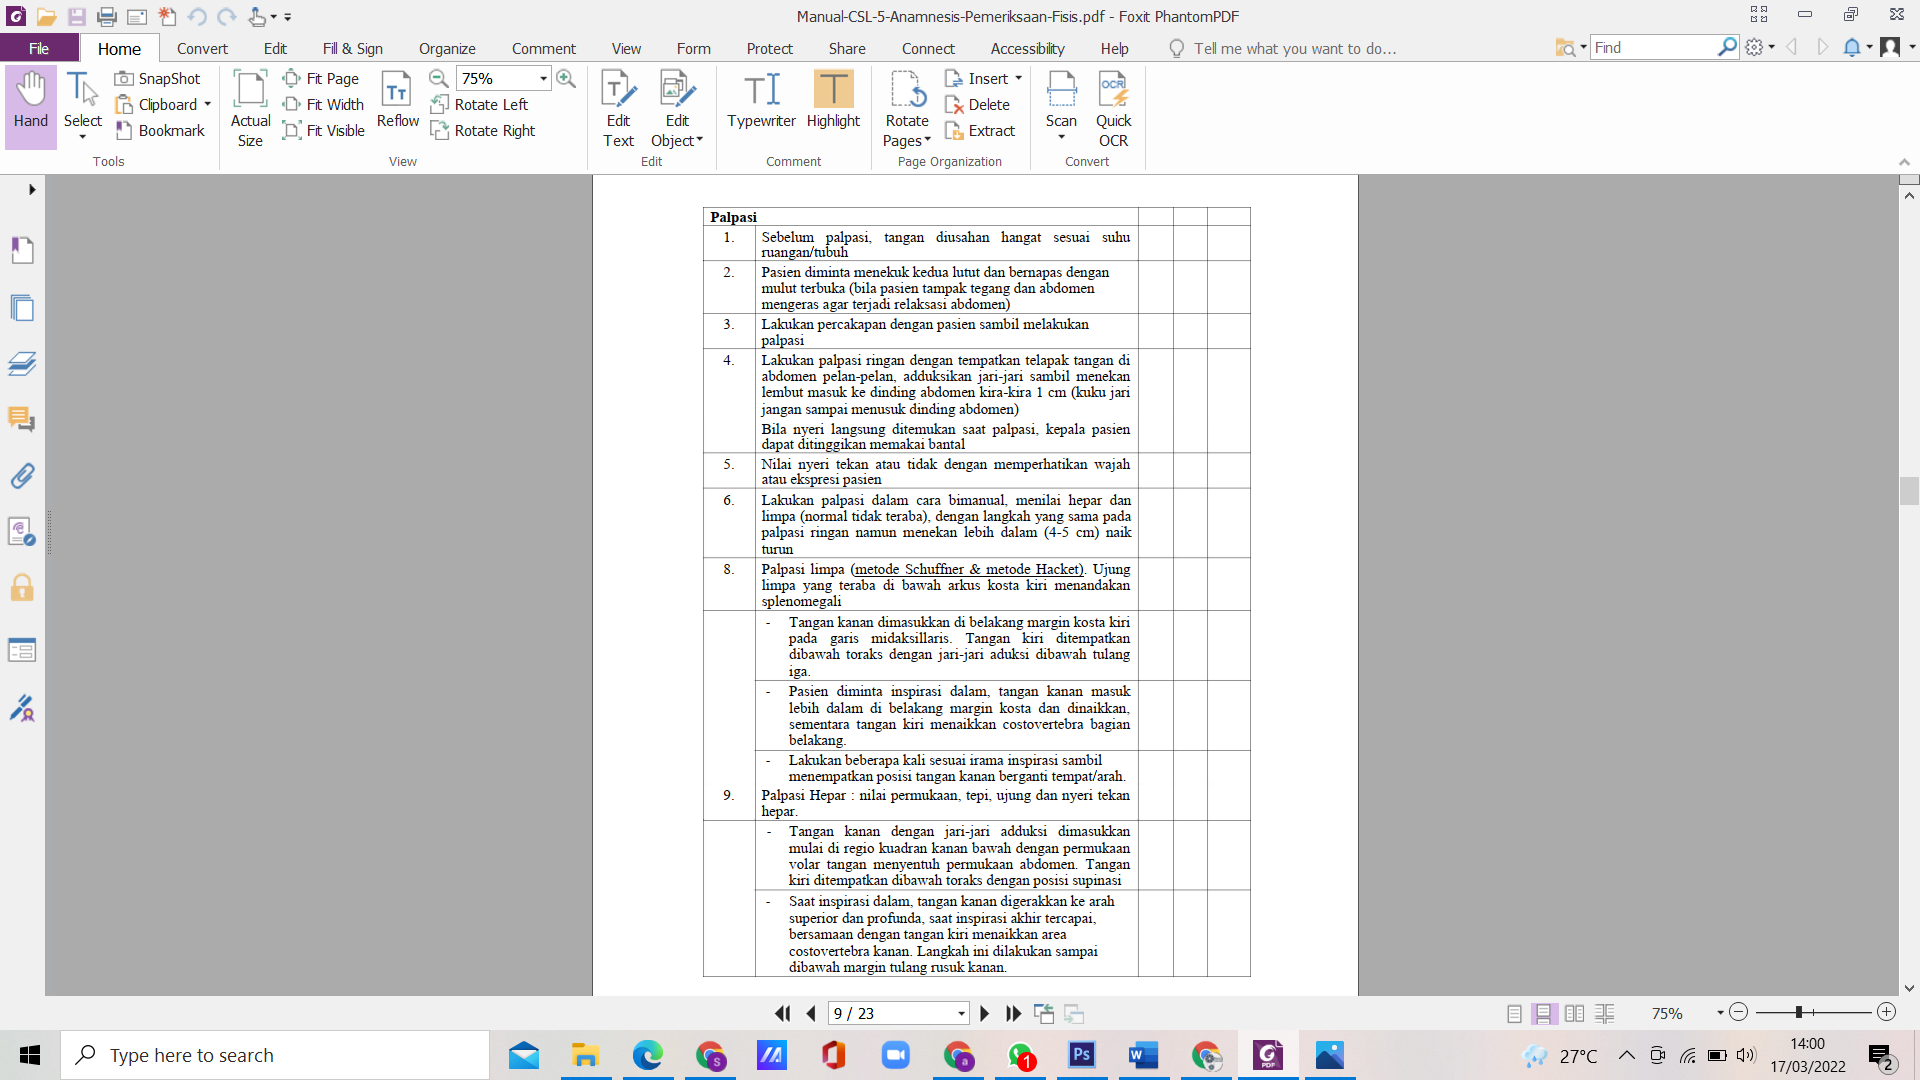 Manual-CSL-5-Anamnesis-Pemeriksaan-Fisis.pdf - Foxit PhantomPDF
File Home Convert Edit Fill & Sign Organize Comment View Form Protect Share Connect Accessibility Help Tell me what you want to do... Find
Hand
Select
SnapShot
Clipboard
Bookmark
Tools
Actual Size
Fit Page
Fit Width
Fit Visible
Reflow
75%
Rotate Left
Rotate Right
View
Edit Text
Edit Object
Edit
Typewriter
Highlight
Comment
Rotate Pages
Insert
Delete
Extract
Page Organization
Scan
Quick OCR
Convert
Palpasi
1. Sebelum palpasi, tangan diusahan hangat sesuai suhu
ruangan/tubuh
2. Pasien diminta menekuk kedua lutut dan bernapas dengan
mulut terbuka (bila pasien tampak tegang dan abdomen
mengeras agar terjadi relaksasi abdomen)
3. Lakukan percakapan dengan pasien sambil melakukan
palpasi
4. Lakukan palpasi ringan dengan tempatkan telapak tangan di
abdomen pelan-pelan, adduksikan jari-jari sambil menekan
lembut masuk ke dinding abdomen kira-kira 1 cm (kuku jari
jangan sampai menusuk dinding abdomen)
Bila nyeri langsung ditemukan saat palpasi, kepala pasien
dapat ditinggikan memakai bantal
5. Nilai nyeri tekan atau tidak dengan memperhatikan wajah
atau ekspresi pasien
6. Lakukan palpasi dalam cara bimanual, menilai hepar dan
limpa (normal tidak teraba), dengan langkah yang sama pada
palpasi ringan namun menekan lebih dalam (4-5 cm) naik
turun
8. Palpasi limpa (metode Schuffner & metode Hacket). Ujung
limpa yang teraba di bawah arkus kosta kiri menandakan
splenomegali
- Tangan kanan dimasukkan di belakang margin kosta kiri
pada garis midaksillaris. Tangan kiri ditempatkan
dibawah toraks dengan jari-jari aduksi dibawah tulang
iga.
- Pasien diminta inspirasi dalam, tangan kanan masuk
lebih dalam di belakang margin kosta dan dinaikkan,
sementara tangan kiri menaikkan costovertebra bagian
belakang.
- Lakukan beberapa kali sesuai irama inspirasi sambil
menempatkan posisi tangan kanan berganti tempat/arah.
9. Palpasi Hepar : nilai permukaan, tepi, ujung dan nyeri tekan
hepar.
- Tangan kanan dengan jari-jari adduksi dimasukkan
mulai di regio kuadran kanan bawah dengan permukaan
volar tangan menyentuh permukaan abdomen. Tangan
kiri ditempatkan dibawah toraks dengan posisi supinasi
- Saat inspirasi dalam, tangan kanan digerakkan ke arah
superior dan profunda, saat inspirasi akhir tercapai,
bersamaan dengan tangan kiri menaikkan area
costovertebra kanan. Langkah ini dilakukan sampai
dibawah margin tulang rusuk kanan.
9 / 23
75%
Type here to search
27°C
14:00
17/03/2022